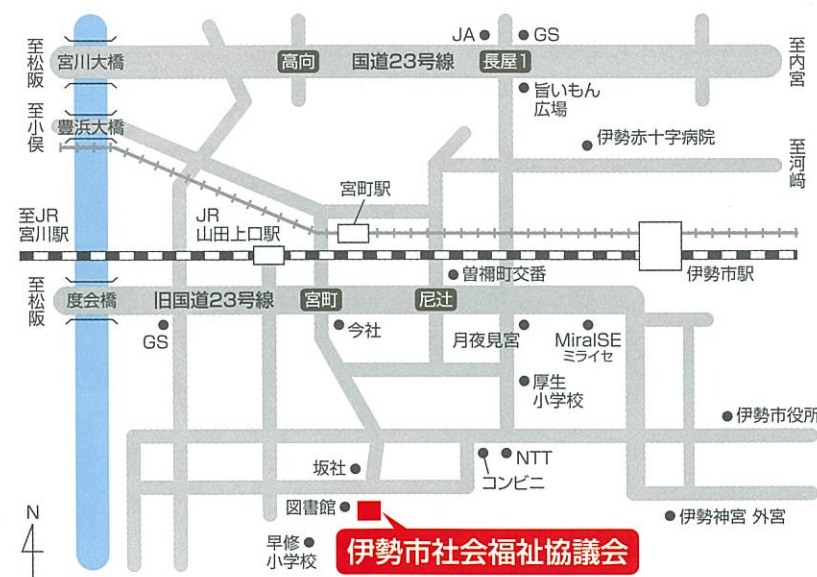 JA
GS
至松阪
宮川大橋
高向
国道23号線
長屋1
至内宮
旨いもん
広場
至小俣
豊浜大橋
伊勢赤十字病院
至河崎
宮町駅
至JR
宮川駅
JR
山田上口駅
伊勢市駅
曽祢町交番
至松阪
度会橋
旧国道23号線
宮町
尼辻
GS
今社
月夜見宮
MiraISE
ミライセ
厚生
小学校
伊勢市役所
坂社
NTT
コンビニ
図書館
伊勢神宮 外宮
N
早修
小学校
伊勢市社会福祉協議会